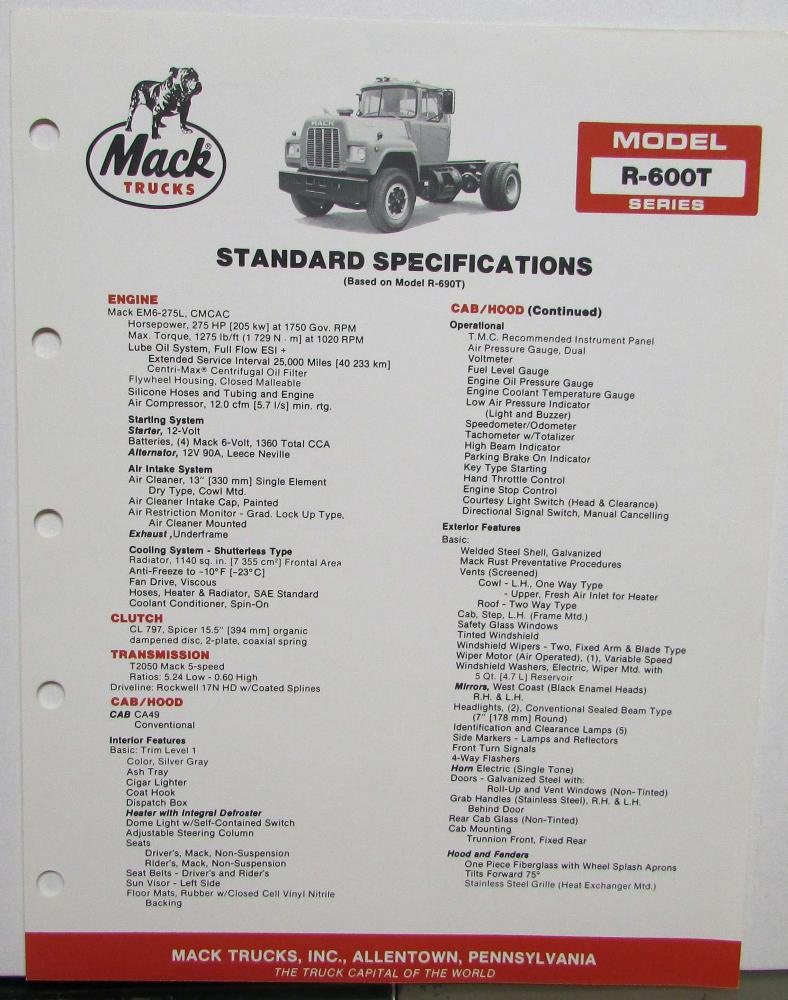 Mack®
TRUCKS
MACK
MODEL
R-600T
SERIES
STANDARD SPECIFICATIONS
(Based on Model R-690T)
ENGINE
Mack EM6-275L, CMCAC
Horsepower, 275 HP [205 kw] at 1750 Gov. RPM
Max. Torque, 1275 lb/ft (1 729 N . m) at 1020 RPM
Lube Oil System, Full Flow ESI +
Extended Service Interval 25,000 Miles [40 233 km]
Centri-Max® Centrifugal Oil Filter
Flywheel Housing, Closed Malleable
Silicone Hoses and Tubing and Engine
Air Compressor, 12.0 cfm [5.7 l/s] min. rtg.
Starting System
Starter, 12-Volt
Batteries, (4) Mack 6-Volt, 1360 Total CCA
Alternator, 12V 90A, Leece Neville
Air Intake System
Air Cleaner, 13" [330 mm] Single Element
Dry Type, Cowl Mtd.
Air Cleaner Intake Cap, Painted
Air Restriction Monitor - Grad. Lock Up Type,
Air Cleaner Mounted
Exhaust ,Underframe
Cooling System - Shutterless Type
Radiator, 1140 sq. in. [7 355 cm²] Frontal Area
Anti-Freeze to -10°F [-23°C]
Fan Drive, Viscous
Hoses, Heater & Radiator, SAE Standard
Coolant Conditioner, Spin-On
CLUTCH
CL 797, Spicer 15.5" [394 mm] organic
dampened disc, 2-plate, coaxial spring
TRANSMISSION
T2050 Mack 5-speed
Ratios: 5.24 Low - 0.60 High
Driveline: Rockwell 17N HD w/Coated Splines
CAB/HOOD
CAB CA49
Conventional
Interior Features
Basic: Trim Level 1
Color, Silver Gray
Ash Tray
Cigar Lighter
Coat Hook
Dispatch Box
Heater with Integral Defroster
Dome Light w/Self-Contained Switch
Adjustable Steering Column
Seats
Driver's, Mack, Non-Suspension
Rider's, Mack, Non-Suspension
Seat Belts - Driver's and Rider's
Sun Visor - Left Side
Floor Mats, Rubber w/Closed Cell Vinyl Nitrile
Backing
CAB/HOOD (Continued)
Operational
T.M.C. Recommended Instrument Panel
Air Pressure Gauge, Dual
Voltmeter
Fuel Level Gauge
Engine Oil Pressure Gauge
Engine Coolant Temperature Gauge
Low Air Pressure Indicator
(Light and Buzzer)
Speedometer/Odometer
Tachometer w/Totalizer
High Beam Indicator
Parking Brake On Indicator
Key Type Starting
Hand Throttle Control
Engine Stop Control
Courtesy Light Switch (Head & Clearance)
Directional Signal Switch, Manual Cancelling
Exterior Features
Basic:
Welded Steel Shell, Galvanized
Mack Rust Preventative Procedures
Vents (Screened)
Cowl - L.H., One Way Type
- Upper, Fresh Air Inlet for Heater
Roof - Two Way Type
Cab, Step, L.H. (Frame Mtd.)
Safety Glass Windows
Tinted Windshield
Windshield Wipers - Two, Fixed Arm & Blade Type
Wiper Motor (Air Operated), (1), Variable Speed
Windshield Washers, Electric, Wiper Mtd. with
5 Qt. [4.7 L] Reservoir
Mirrors, West Coast (Black Enamel Heads)
R.H. & L.H.
Headlights, (2), Conventional Sealed Beam Type
(7" [178 mm] Round)
Identification and Clearance Lamps (5)
Side Markers - Lamps and Reflectors
Front Turn Signals
4-Way Flashers
Horn Electric (Single Tone)
Doors - Galvanized Steel with:
Roll-Up and Vent Windows (Non-Tinted)
Grab Handles (Stainless Steel), R.H. & L.H.
Behind Door
Rear Cab Glass (Non-Tinted)
Cab Mounting
Trunnion Front, Fixed Rear
Hood and Fenders
One Piece Fiberglass with Wheel Splash Aprons
Tilts Forward 75°
Stainless Steel Grille (Heat Exchanger Mtd.)
MACK TRUCKS, INC., ALLENTOWN, PENNSYLVANIA
THE TRUCK CAPITAL OF THE WORLD